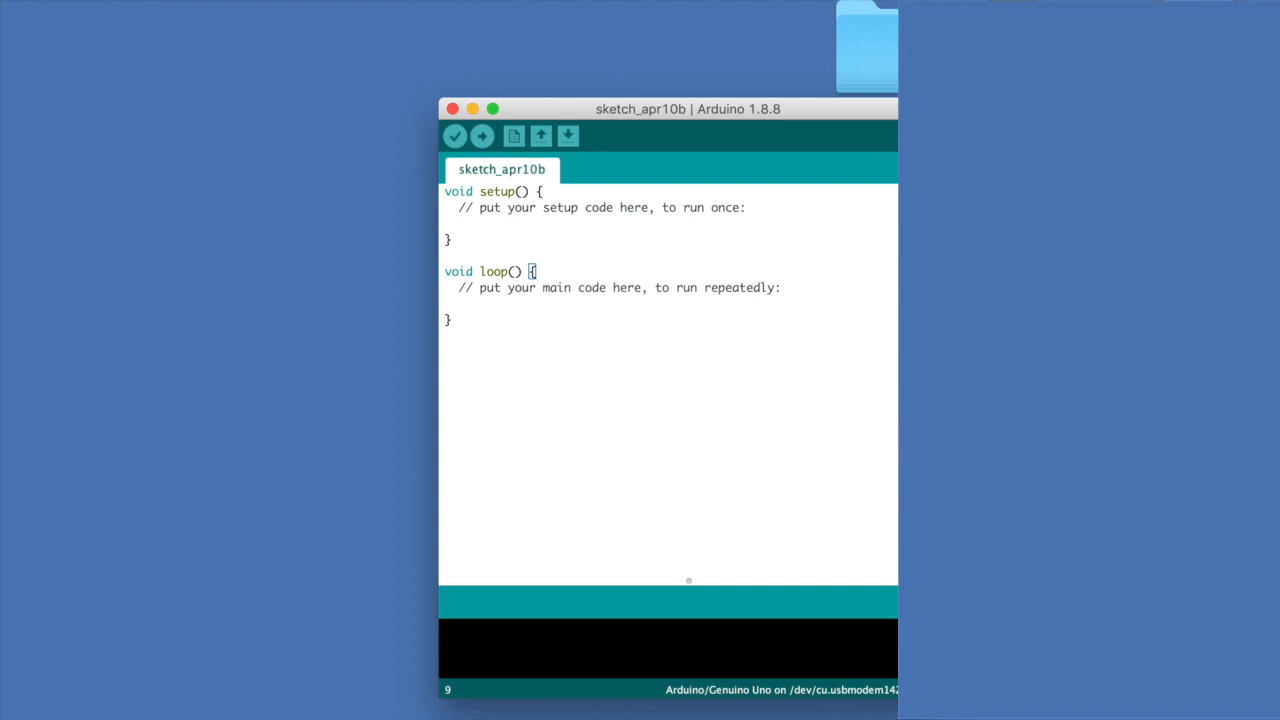 sketch_apr10b | Arduino 1.8.8
sketch_apr10b
void setup() {
  // put your setup code here, to run once:
}
void loop() {
  // put your main code here, to run repeatedly:
}
9
Arduino/Genuino Uno on /dev/cu.usbmodem142